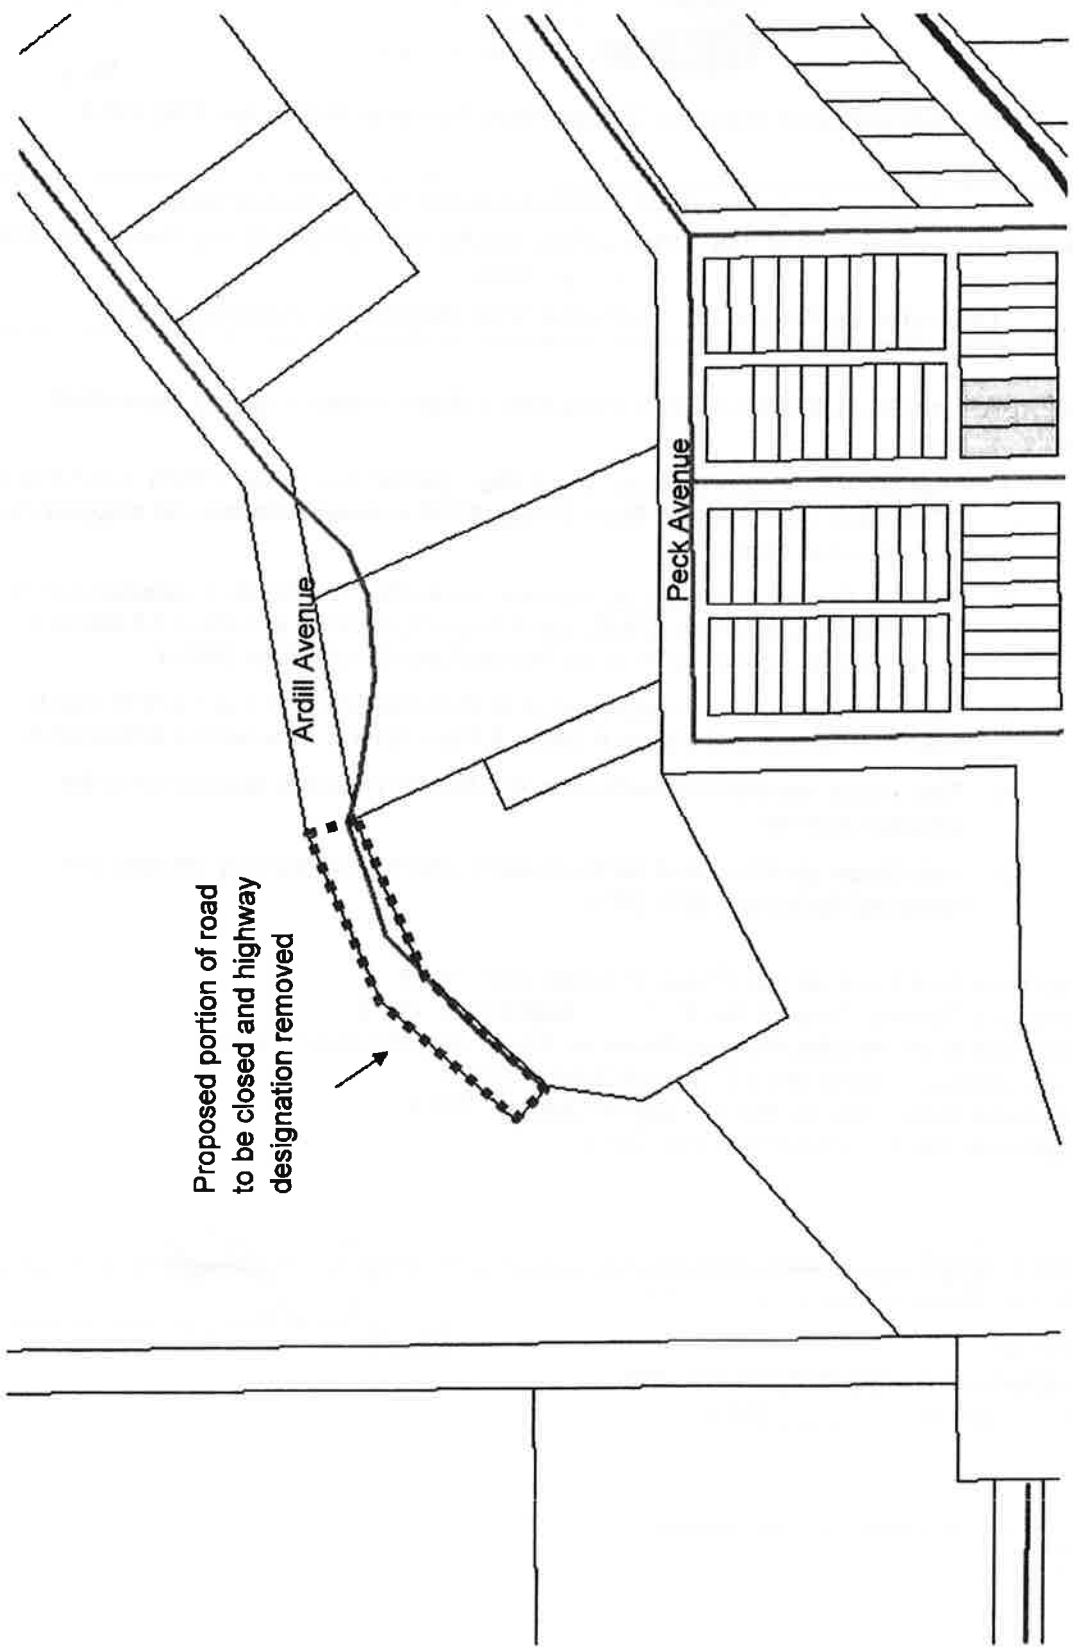 Proposed portion of road
to be closed and highway
designation removed
Ardill Avenue
Peck Avenue